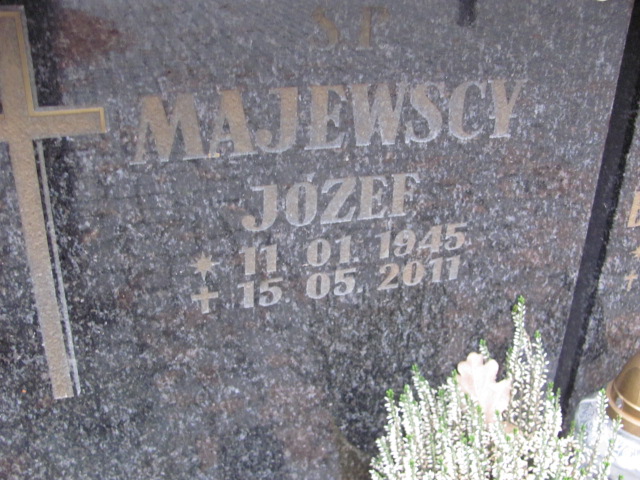 S.P
MAJEWSCY
JÓZEF
* 11 01 1945
+ 15 05 2011